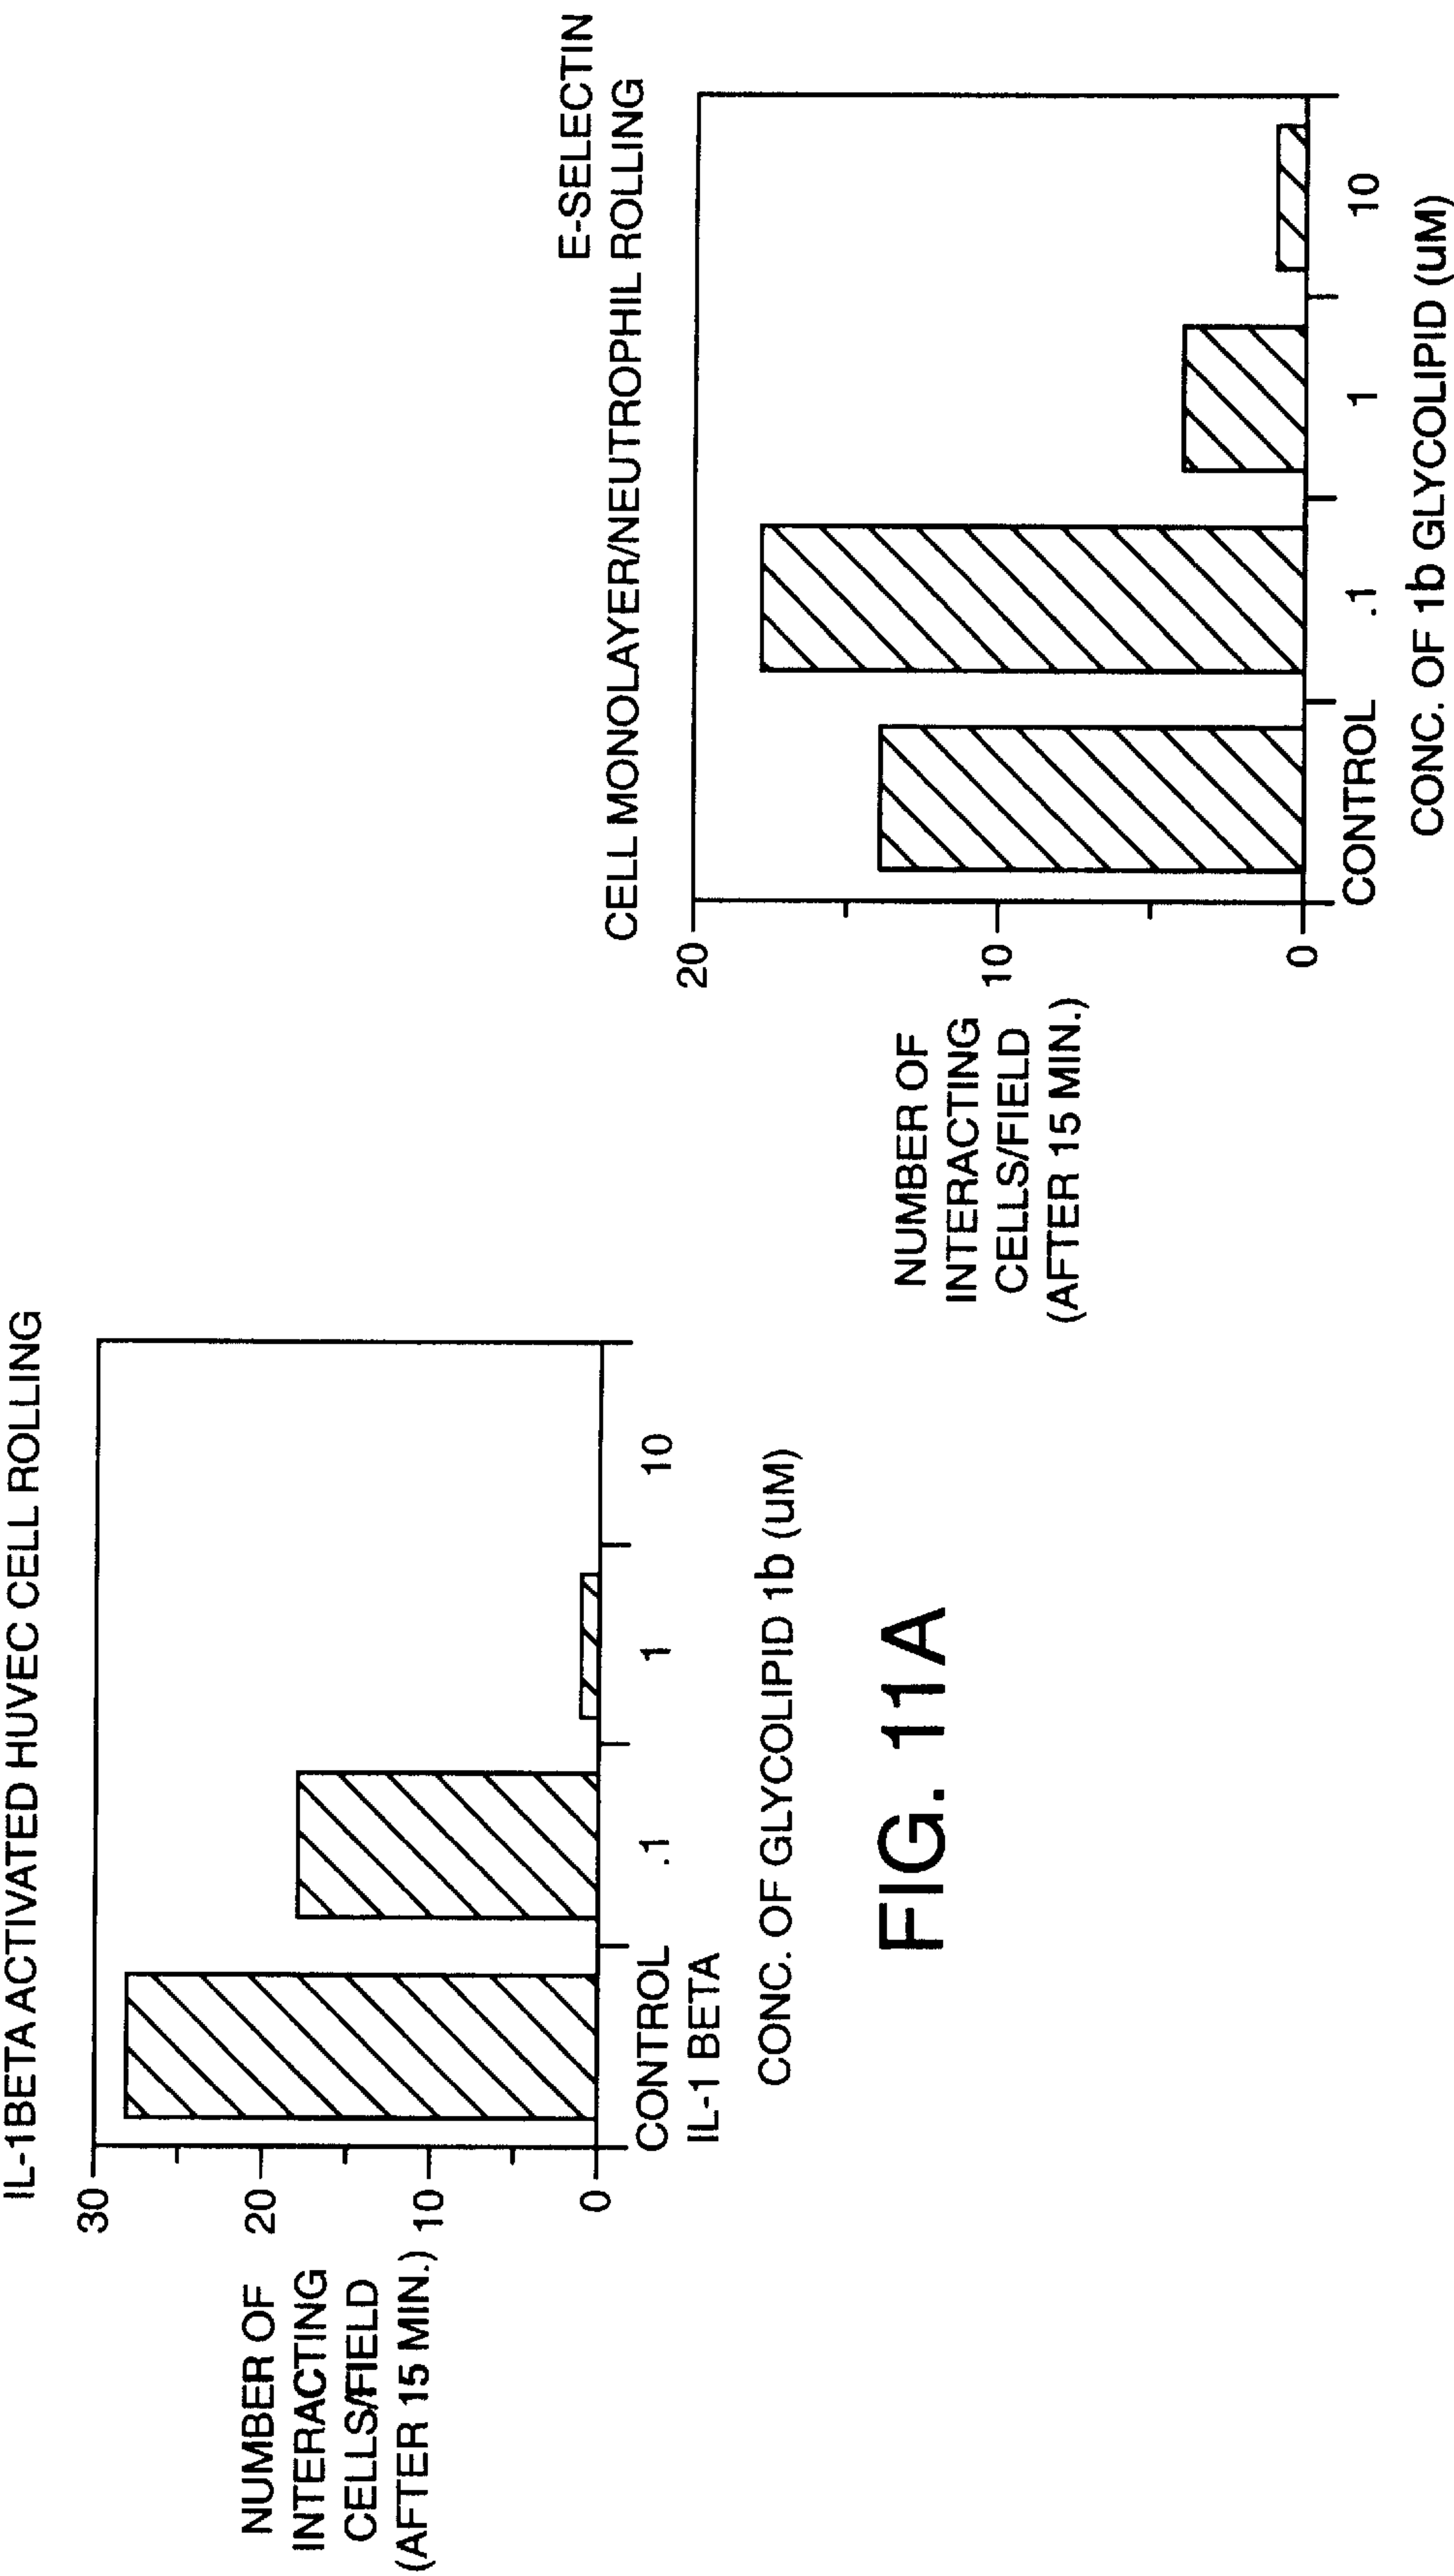 IL-1BETA ACTIVATED HUVEC CELL ROLLING
NUMBER OF
INTERACTING
CELLS/FIELD
(AFTER 15 MIN.)
30
20
10
0
CONTROL
IL-1 BETA
.1
1
10
CONC. OF GLYCOLIPID 1b (uM)
FIG. 11A
E-SELECTIN
CELL MONOLAYER/NEUTROPHIL ROLLING
NUMBER OF
INTERACTING
CELLS/FIELD
(AFTER 15 MIN.)
20
10
0
CONTROL
.1
1
10
CONC. OF 1b GLYCOLIPID (uM)